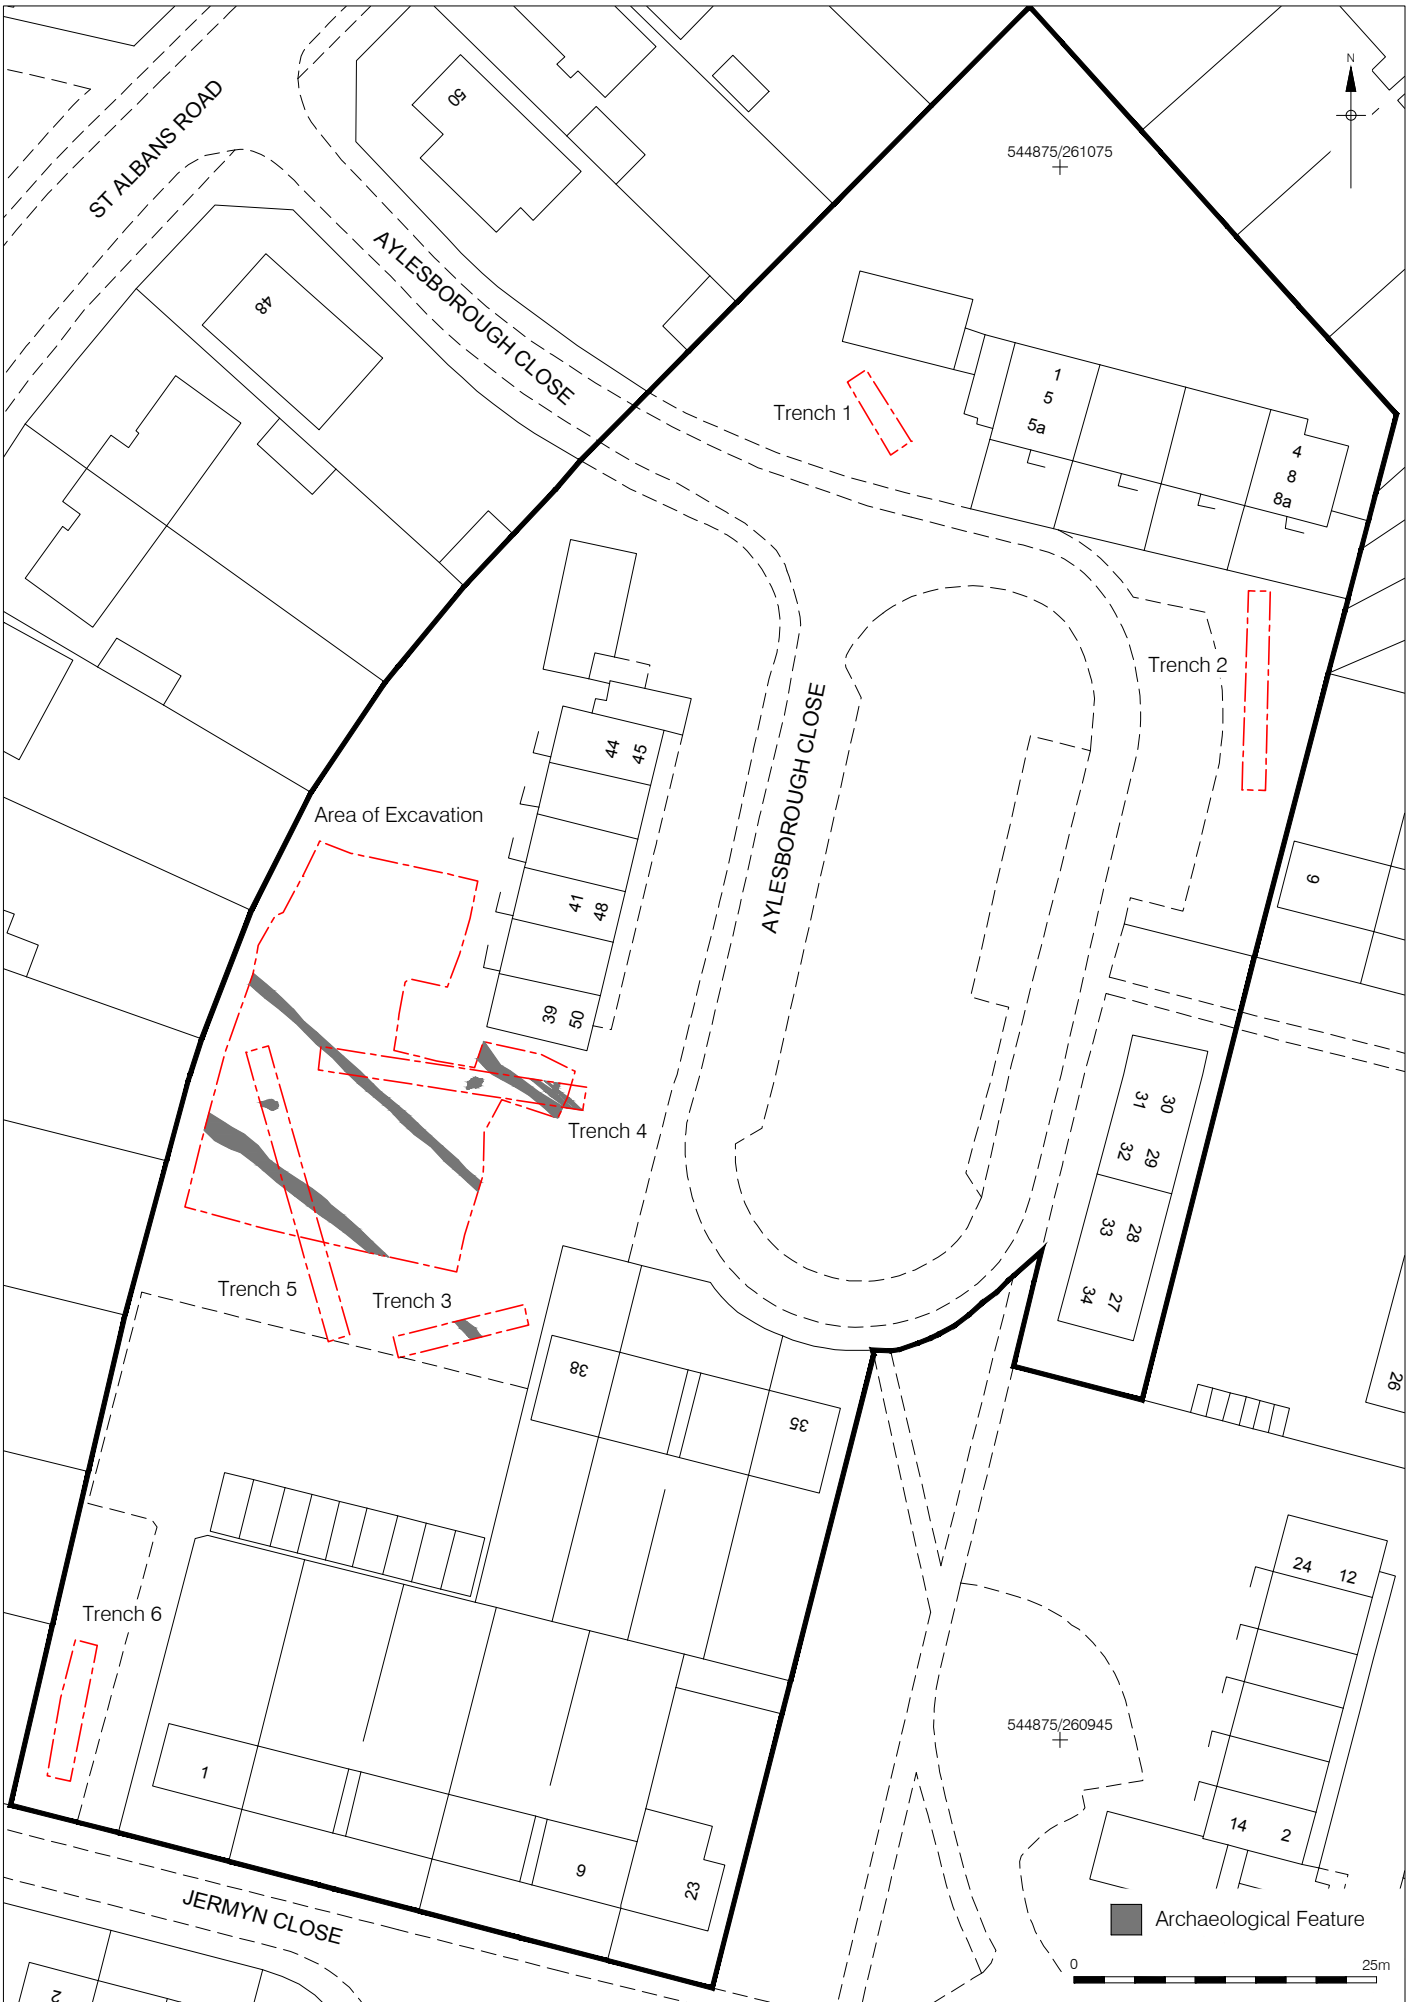 N
50
ST ALBANS ROAD
544875/261075
AYLESBOROUGH CLOSE
48
1
5
5a
Trench 1
4
8
8a
Trench 2
44 45
AYLESBOROUGH CLOSE
Area of Excavation
41 48
9
39 50
Trench 4
31 30
32 29
33 28
34 27
Trench 5
Trench 3
38
35
26
24 12
Trench 6
544875/260945
1
14 2
9
23
JERMYN CLOSE
Archaeological Feature
0 25m
2